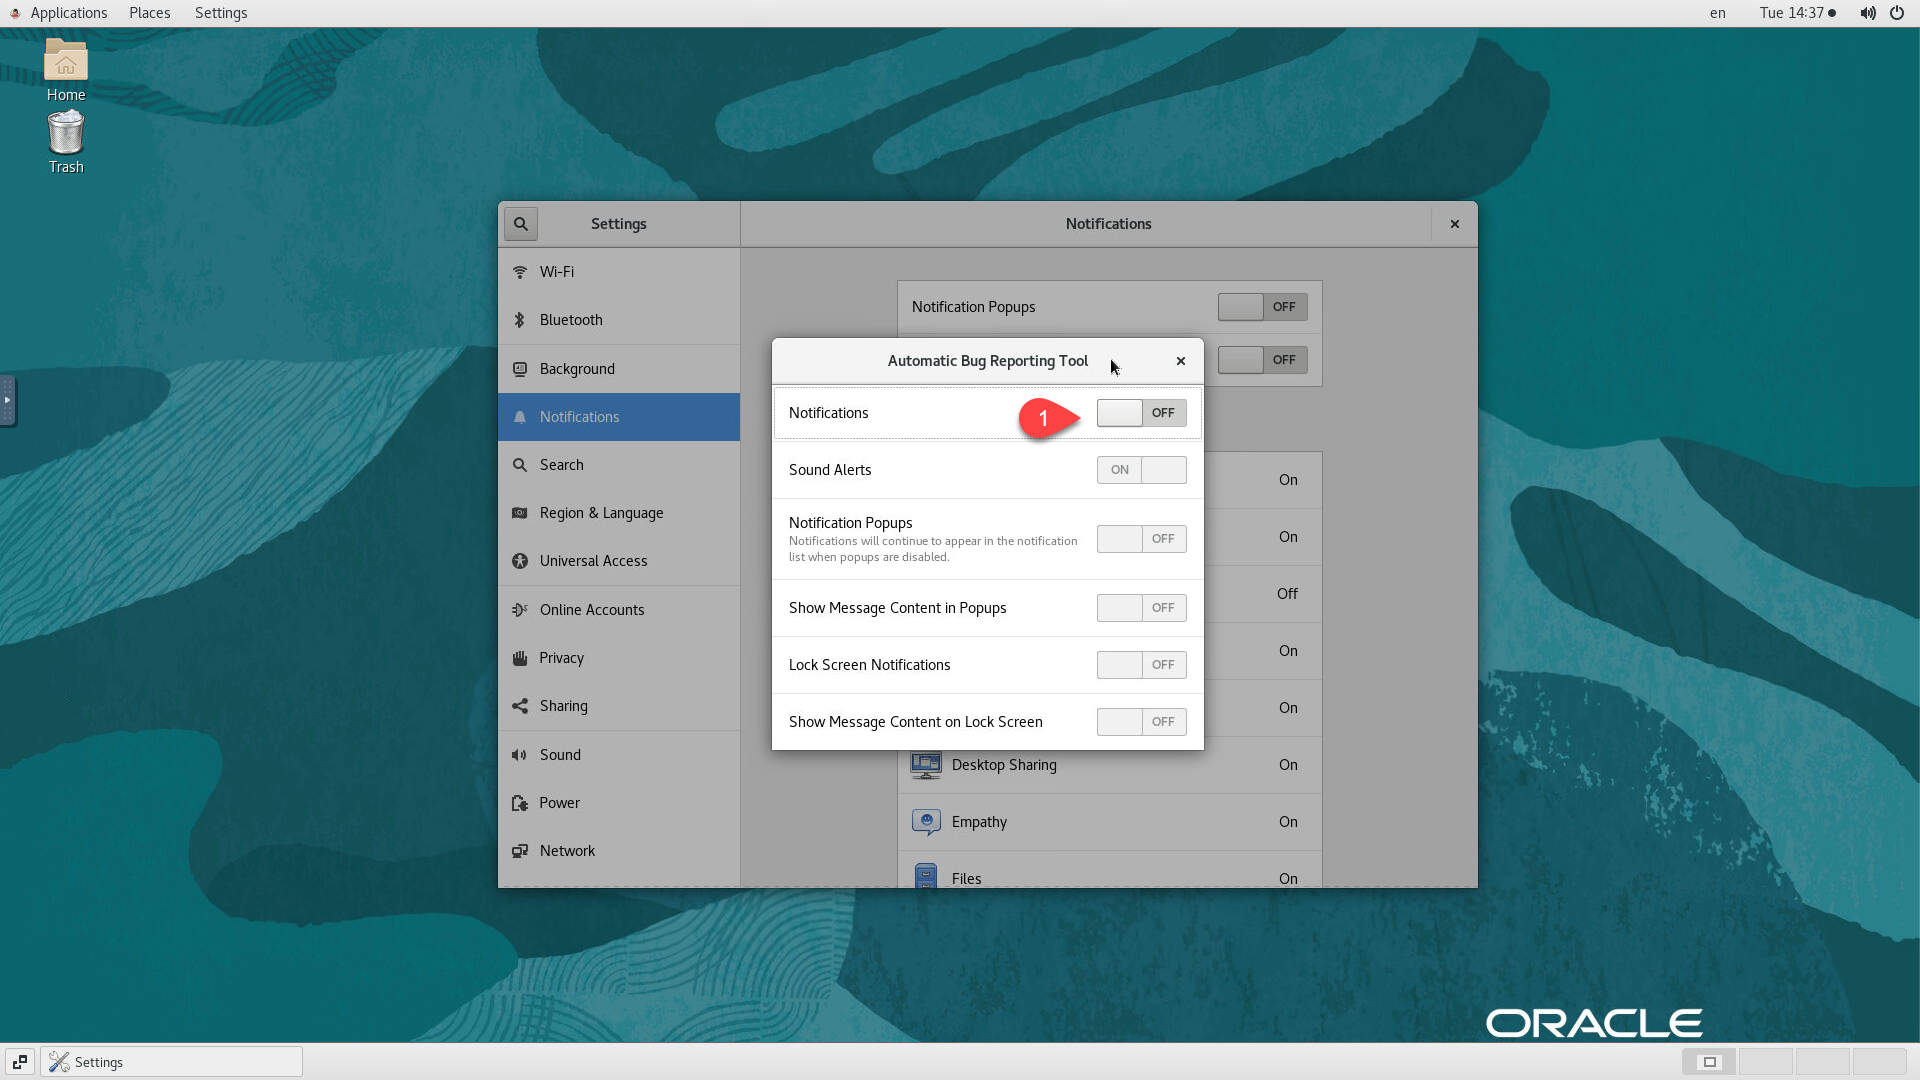 Applications Places Settings
en Tue 14:37
Home
Trash
Settings
Notifications
Wi-Fi
Bluetooth
Background
Notifications
Search
Region & Language
Universal Access
Online Accounts
Privacy
Sharing
Sound
Power
Network
Notification Popups OFF
OFF
Automatic Bug Reporting Tool
Notifications 1 OFF
Sound Alerts ON
Notification Popups OFF
Notifications will continue to appear in the notification
list when popups are disabled.
Show Message Content in Popups OFF
Lock Screen Notifications OFF
Show Message Content on Lock Screen OFF
On
On
Off
On
On
Desktop Sharing On
Empathy On
Files On
ORACLE
Settings